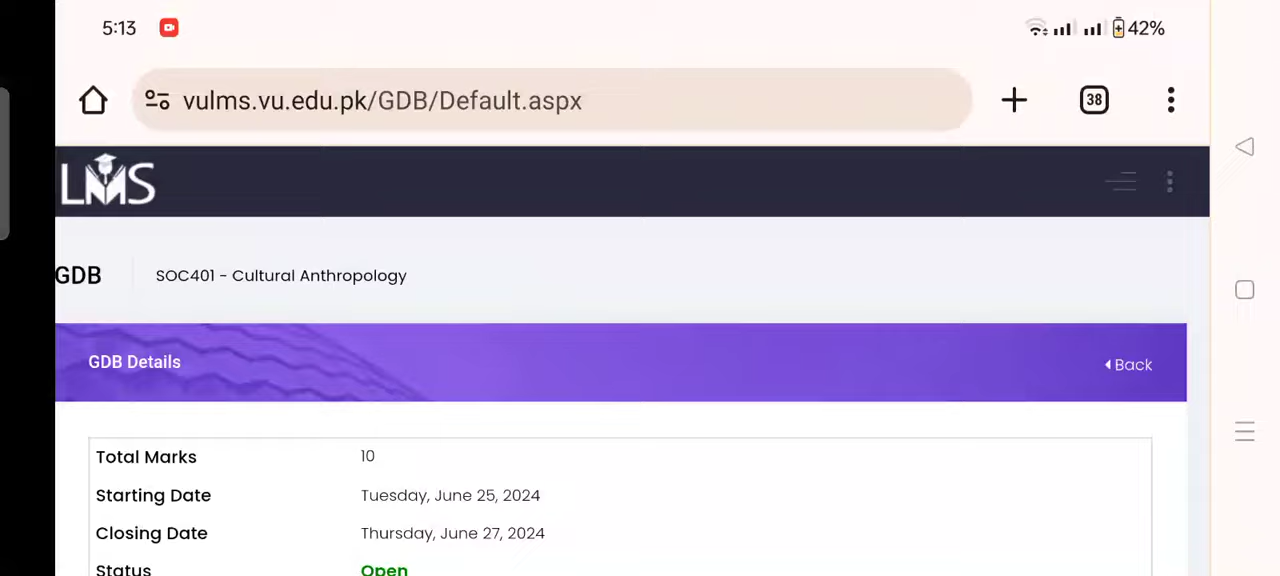 5:13
42%
vulms.vu.edu.pk/GDB/Default.aspx
38
LMS
GDB
SOC401 - Cultural Anthropology
GDB Details
Back
Total Marks 10
Starting Date Tuesday, June 25, 2024
Closing Date Thursday, June 27, 2024
Status Open